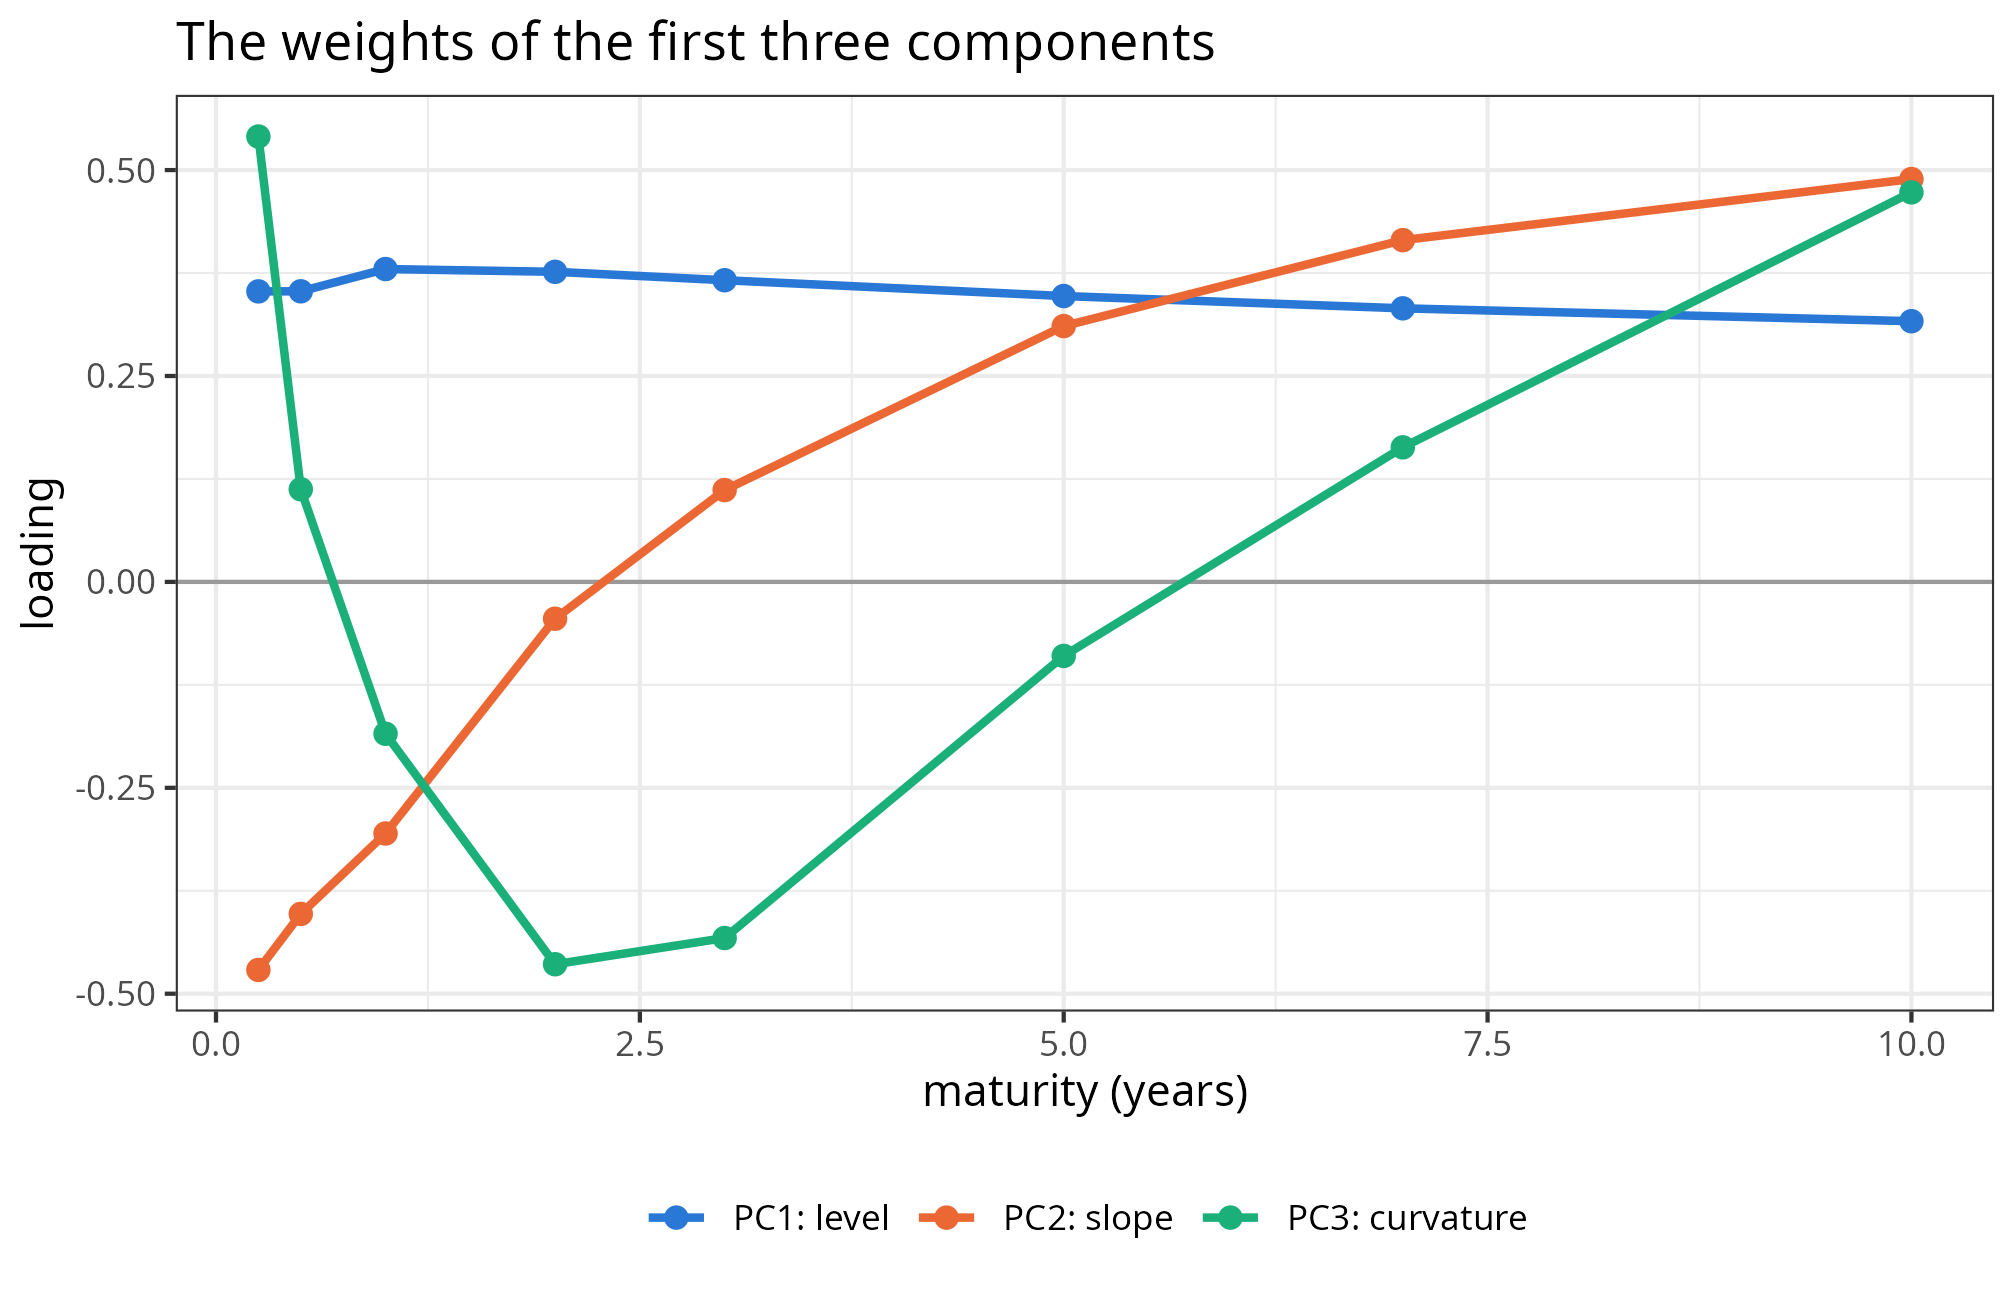 The weights of the first three components
loading
0.50
0.25
0.00
-0.25
-0.50
0.0 2.5 5.0 7.5 10.0
maturity (years)
PC1: level PC2: slope PC3: curvature